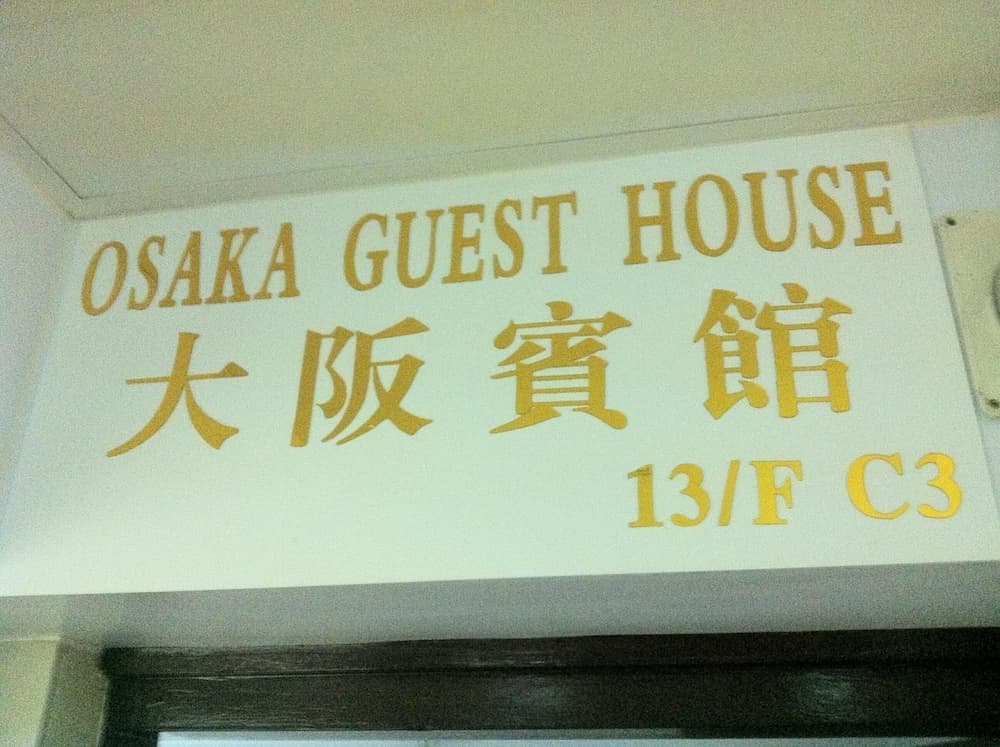 OSAKA GUEST HOUSE
大阪賓館
13/F C3